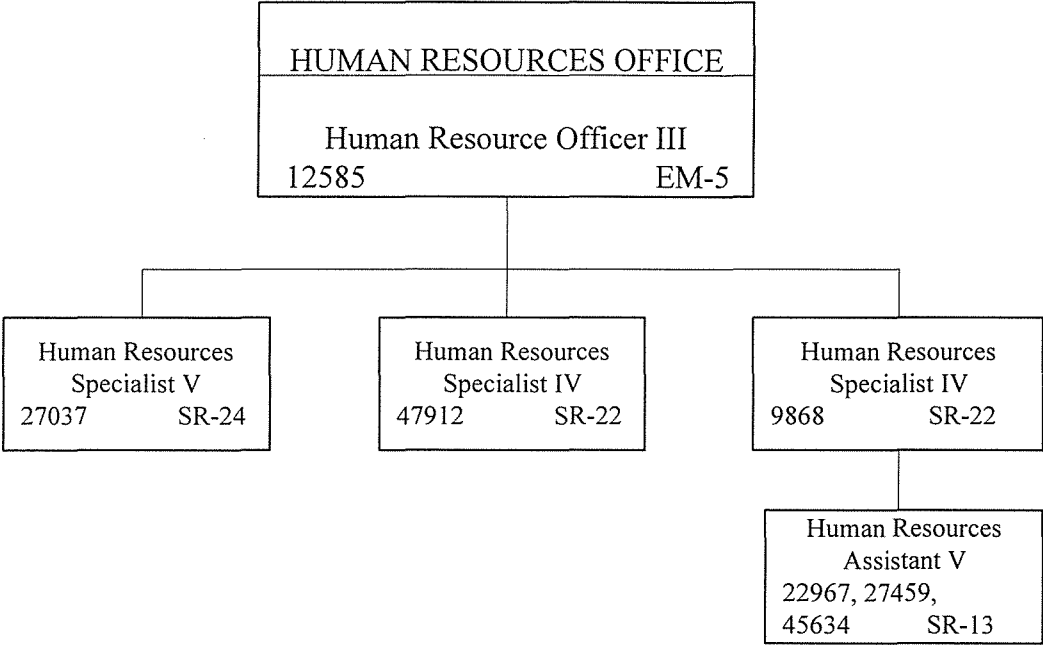 HUMAN RESOURCES OFFICE
Human Resource Officer III
12585 EM-5
Human Resources
Specialist V
27037 SR-24
Human Resources
Specialist IV
47912 SR-22
Human Resources
Specialist IV
9868 SR-22
Human Resources
Assistant V
22967, 27459,
45634 SR-13